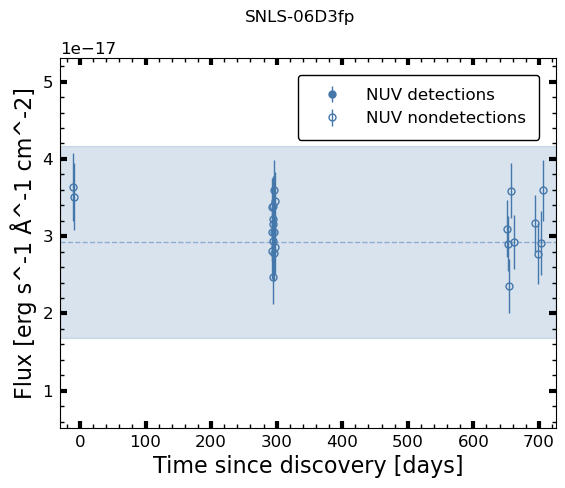 SNLS-06D3fp
1e−17
NUV detections
NUV nondetections
5
4
3
2
1
Flux [erg s^-1 Å^-1 cm^-2]
0 100 200 300 400 500 600 700
Time since discovery [days]